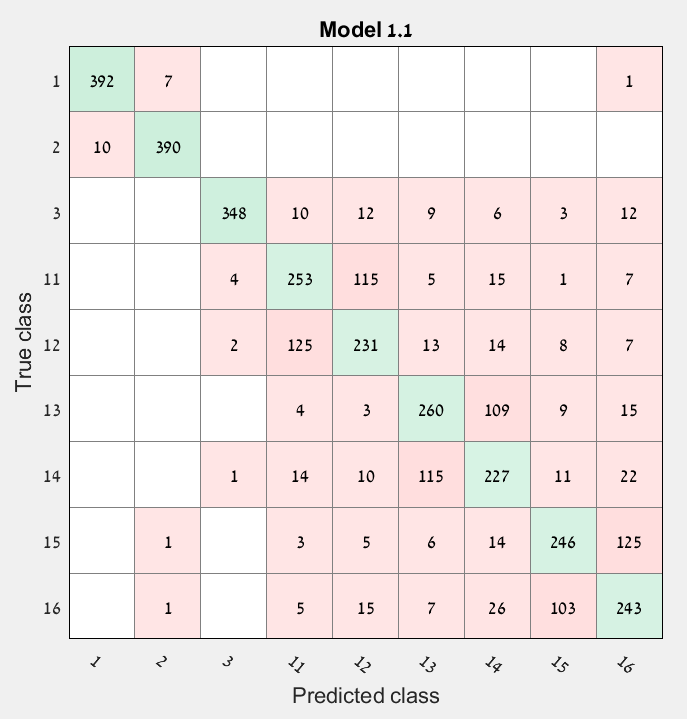 Model 1.1
True class
1 392 7 1
2 10 390
3 348 10 12 9 6 3 12
11 4 253 115 5 15 1 7
12 2 125 231 13 14 8 7
13 4 3 260 109 9 15
14 1 14 10 115 227 11 22
15 1 3 5 6 14 246 125
16 1 5 15 7 26 103 243
1 2 3 11 12 13 14 15 16
Predicted class